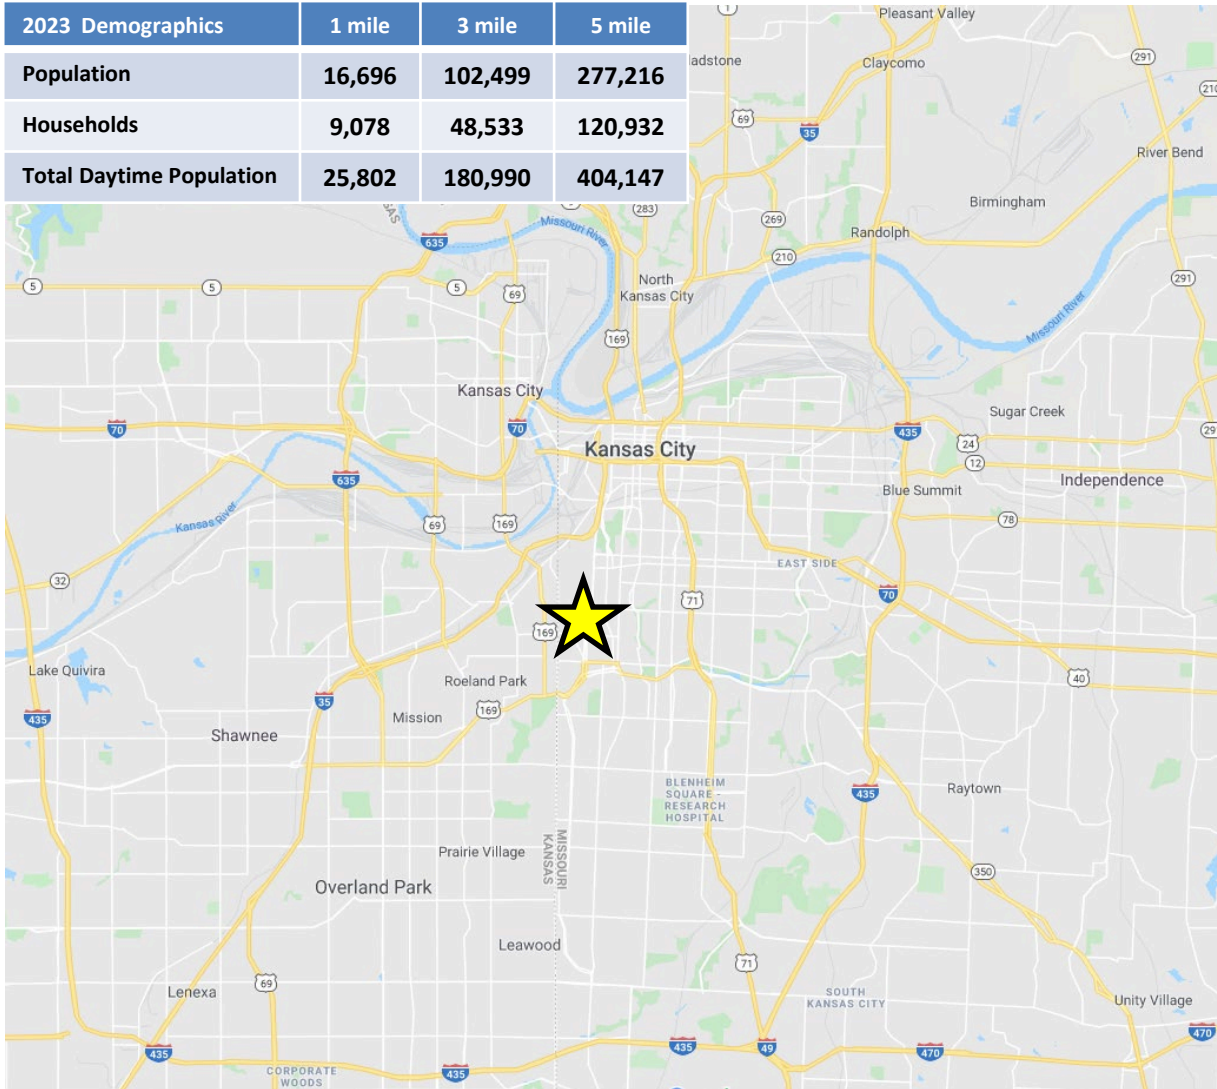 2023 Demographics 1 mile 3 mile 5 mile
Population 16,696 102,499 277,216
Households 9,078 48,533 120,932
Total Daytime Population 25,802 180,990 404,147
1
Pleasant Valley
ladstone
Claycomo
291
210
69
35
River Bend
Birmingham
283
269
Missouri River
Randolph
635
210
North
Kansas City
291
5
5
5
69
Missouri River
169
Kansas City
Sugar Creek
70
70
435
29
24
Kansas City
12
635
Blue Summit
Independence
Kansas River
69
169
78
EAST SIDE
32
70
71
169
Lake Quivira
Roeland Park
40
35
169
435
Mission
Shawnee
BLENHEIM
SQUARE -
RESEARCH
HOSPITAL
435
Raytown
MISSOURI
KANSAS
Prairie Village
350
Overland Park
Leawood
71
69
Lenexa
SOUTH
KANSAS CITY
Unity Village
470
435
435
49
470
435
CORPORATE
WOODS